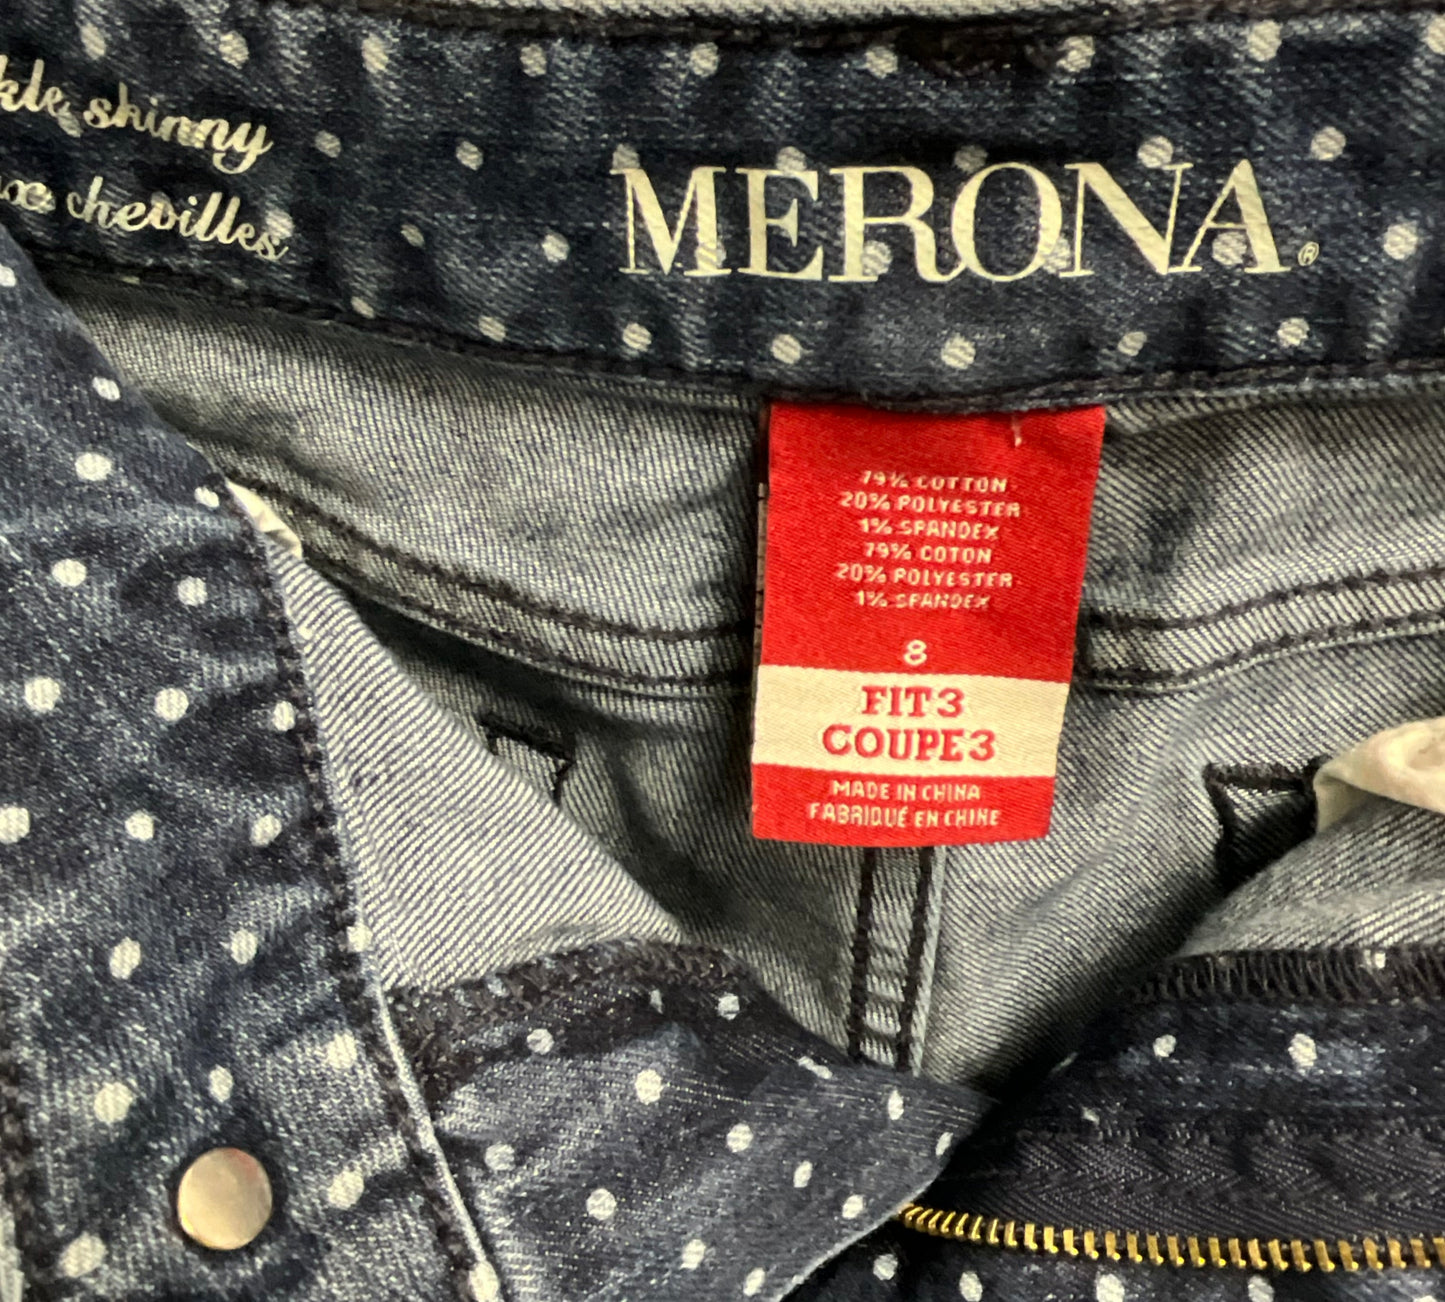 skinny
chevilles
MERONA®
79% COTTON
20% POLYESTER
1% SPANDEX
79% COTON
20% POLYESTER
1% SPANDEX
8
FIT 3
COUPE 3
MADE IN CHINA
FABRIQUÉ EN CHINE